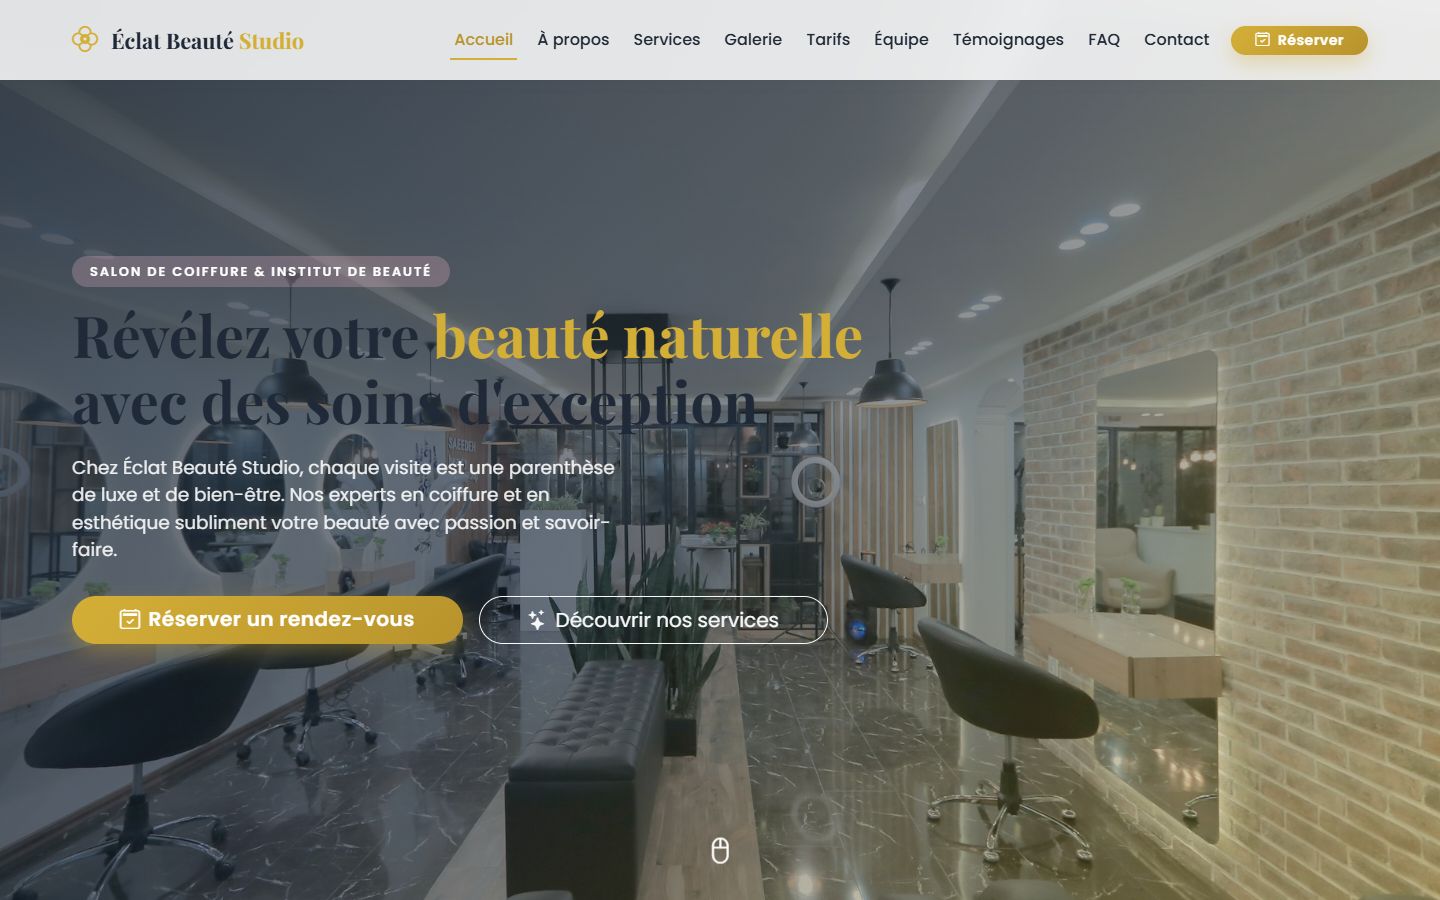 Éclat Beauté Studio
Accueil À propos Services Galerie Tarifs Équipe Témoignages FAQ Contact Réserver
SALON DE COIFFURE & INSTITUT DE BEAUTÉ
Révélez votre beauté naturelle
avec des soins d'exception
Chez Éclat Beauté Studio, chaque visite est une parenthèse
de luxe et de bien-être. Nos experts en coiffure et en
esthétique subliment votre beauté avec passion et savoir-
faire.
Réserver un rendez-vous
Découvrir nos services